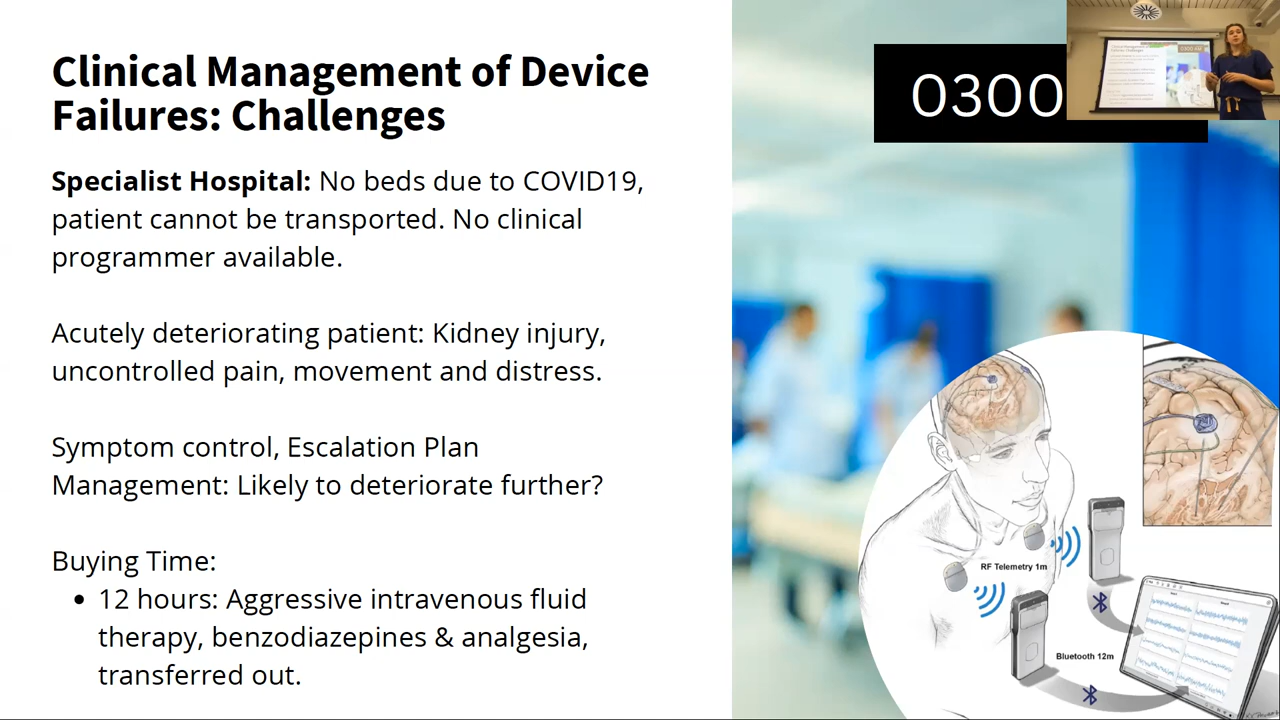 Clinical Management of Device
Failures: Challenges
Specialist Hospital: No beds due to COVID19,
patient cannot be transported. No clinical
programmer available.
Acutely deteriorating patient: Kidney injury,
uncontrolled pain, movement and distress.
Symptom control, Escalation Plan
Management: Likely to deteriorate further?
Buying Time:
• 12 hours: Aggressive intravenous fluid
therapy, benzodiazepines & analgesia,
transferred out.
0300
RF Telemetry 1m
Bluetooth 12m